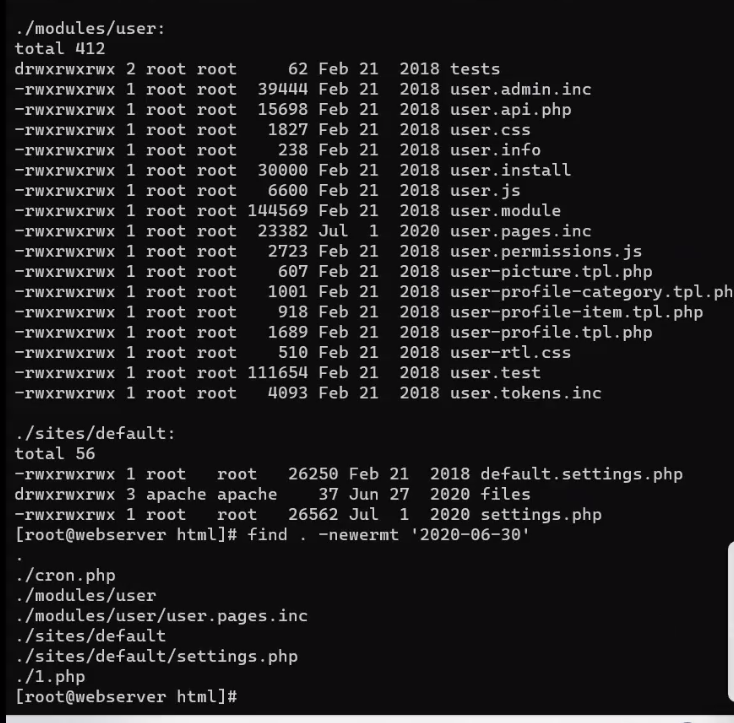 ./modules/user:
total 412
drwxrwxrwx 2 root root     62 Feb 21  2018 tests
-rwxrwxrwx 1 root root  39444 Feb 21  2018 user.admin.inc
-rwxrwxrwx 1 root root  15698 Feb 21  2018 user.api.php
-rwxrwxrwx 1 root root   1827 Feb 21  2018 user.css
-rwxrwxrwx 1 root root    238 Feb 21  2018 user.info
-rwxrwxrwx 1 root root  30000 Feb 21  2018 user.install
-rwxrwxrwx 1 root root   6600 Feb 21  2018 user.js
-rwxrwxrwx 1 root root 144569 Feb 21  2018 user.module
-rwxrwxrwx 1 root root  23382 Jul  1  2020 user.pages.inc
-rwxrwxrwx 1 root root   2723 Feb 21  2018 user.permissions.js
-rwxrwxrwx 1 root root    607 Feb 21  2018 user-picture.tpl.php
-rwxrwxrwx 1 root root   1001 Feb 21  2018 user-profile-category.tpl.ph
-rwxrwxrwx 1 root root    918 Feb 21  2018 user-profile-item.tpl.php
-rwxrwxrwx 1 root root   1689 Feb 21  2018 user-profile.tpl.php
-rwxrwxrwx 1 root root    510 Feb 21  2018 user-rtl.css
-rwxrwxrwx 1 root root 111654 Feb 21  2018 user.test
-rwxrwxrwx 1 root root   4093 Feb 21  2018 user.tokens.inc
./sites/default:
total 56
-rwxrwxrwx 1 root   root   26250 Feb 21  2018 default.settings.php
drwxrwxrwx 3 apache apache    37 Jun 27  2020 files
-rwxrwxrwx 1 root   root   26562 Jul  1  2020 settings.php
[root@webserver html]# find . -newermt '2020-06-30'
.
./cron.php
./modules/user
./modules/user/user.pages.inc
./sites/default
./sites/default/settings.php
./1.php
[root@webserver html]#